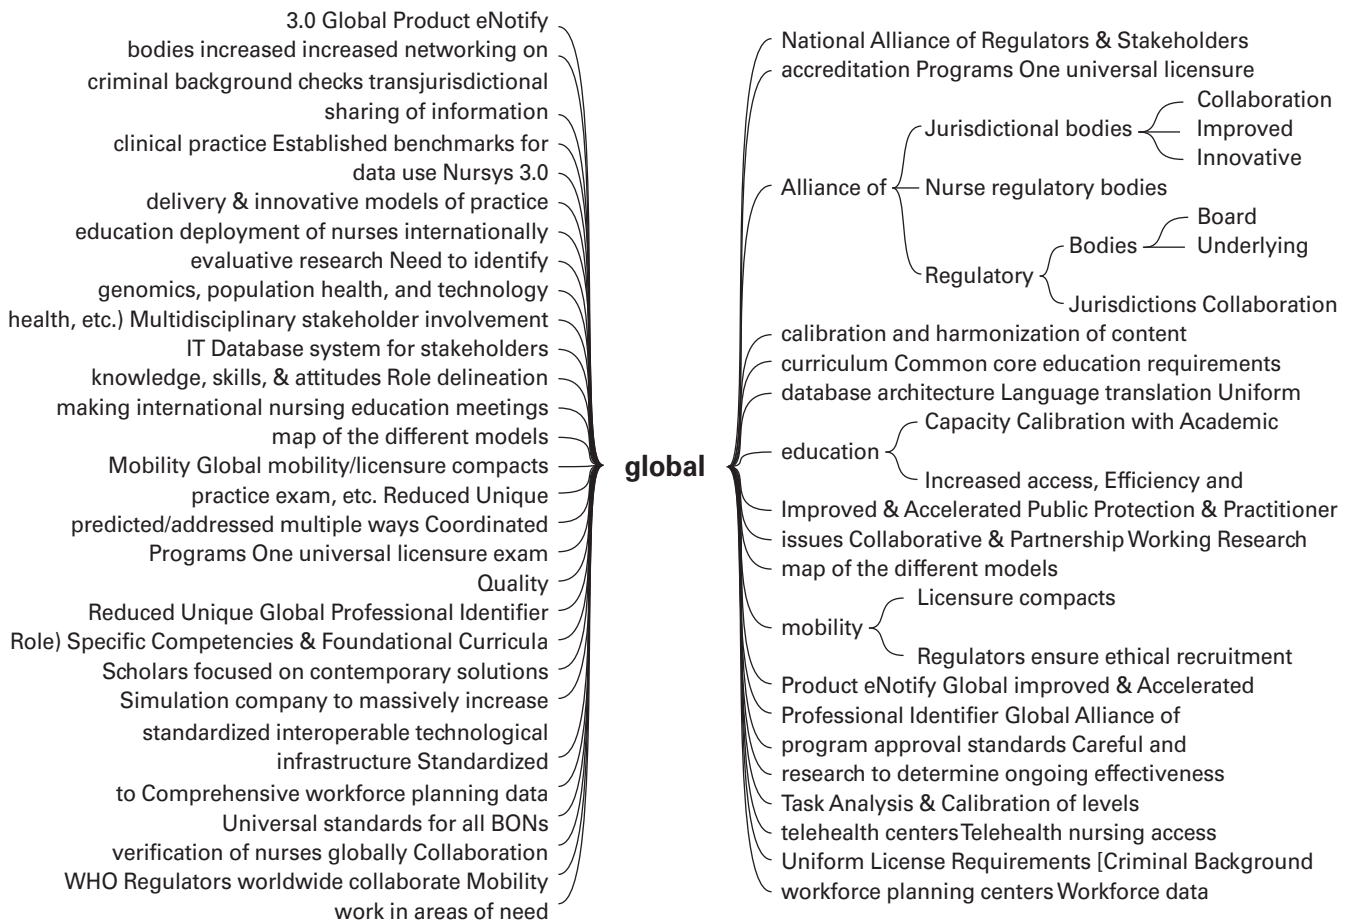 3.0 Global Product eNotify
bodies increased increased networking on
criminal background checks transjurisdictional
sharing of information
clinical practice Established benchmarks for
data use Nursys 3.0
delivery & innovative models of practice
education deployment of nurses internationally
evaluative research Need to identify
genomics, population health, and technology
health, etc.) Multidisciplinary stakeholder involvement
IT Database system for stakeholders
knowledge, skills, & attitudes Role delineation
making international nursing education meetings
map of the different models
Mobility Global mobility/licensure compacts
practice exam, etc. Reduced Unique
predicted/addressed multiple ways Coordinated
Programs One universal licensure exam
Quality
Reduced Unique Global Professional Identifier
Role) Specific Competencies & Foundational Curricula
Scholars focused on contemporary solutions
Simulation company to massively increase
standardized interoperable technological
infrastructure Standardized
to Comprehensive workforce planning data
Universal standards for all BONs
verification of nurses globally Collaboration
WHO Regulators worldwide collaborate Mobility
work in areas of need
global
National Alliance of Regulators & Stakeholders
accreditation Programs One universal licensure
Alliance of
Jurisdictional bodies
Collaboration
Improved
Innovative
Nurse regulatory bodies
Regulatory
Bodies
Board
Underlying
Jurisdictions Collaboration
calibration and harmonization of content
curriculum Common core education requirements
database architecture Language translation Uniform
education
Capacity Calibration with Academic
Increased access, Efficiency and
Improved & Accelerated Public Protection & Practitioner
issues Collaborative & Partnership Working Research
map of the different models
mobility
Licensure compacts
Regulators ensure ethical recruitment
Product eNotify Global improved & Accelerated
Professional Identifier Global Alliance of
program approval standards Careful and
research to determine ongoing effectiveness
Task Analysis & Calibration of levels
telehealth centers Telehealth nursing access
Uniform License Requirements [Criminal Background
workforce planning centers Workforce data